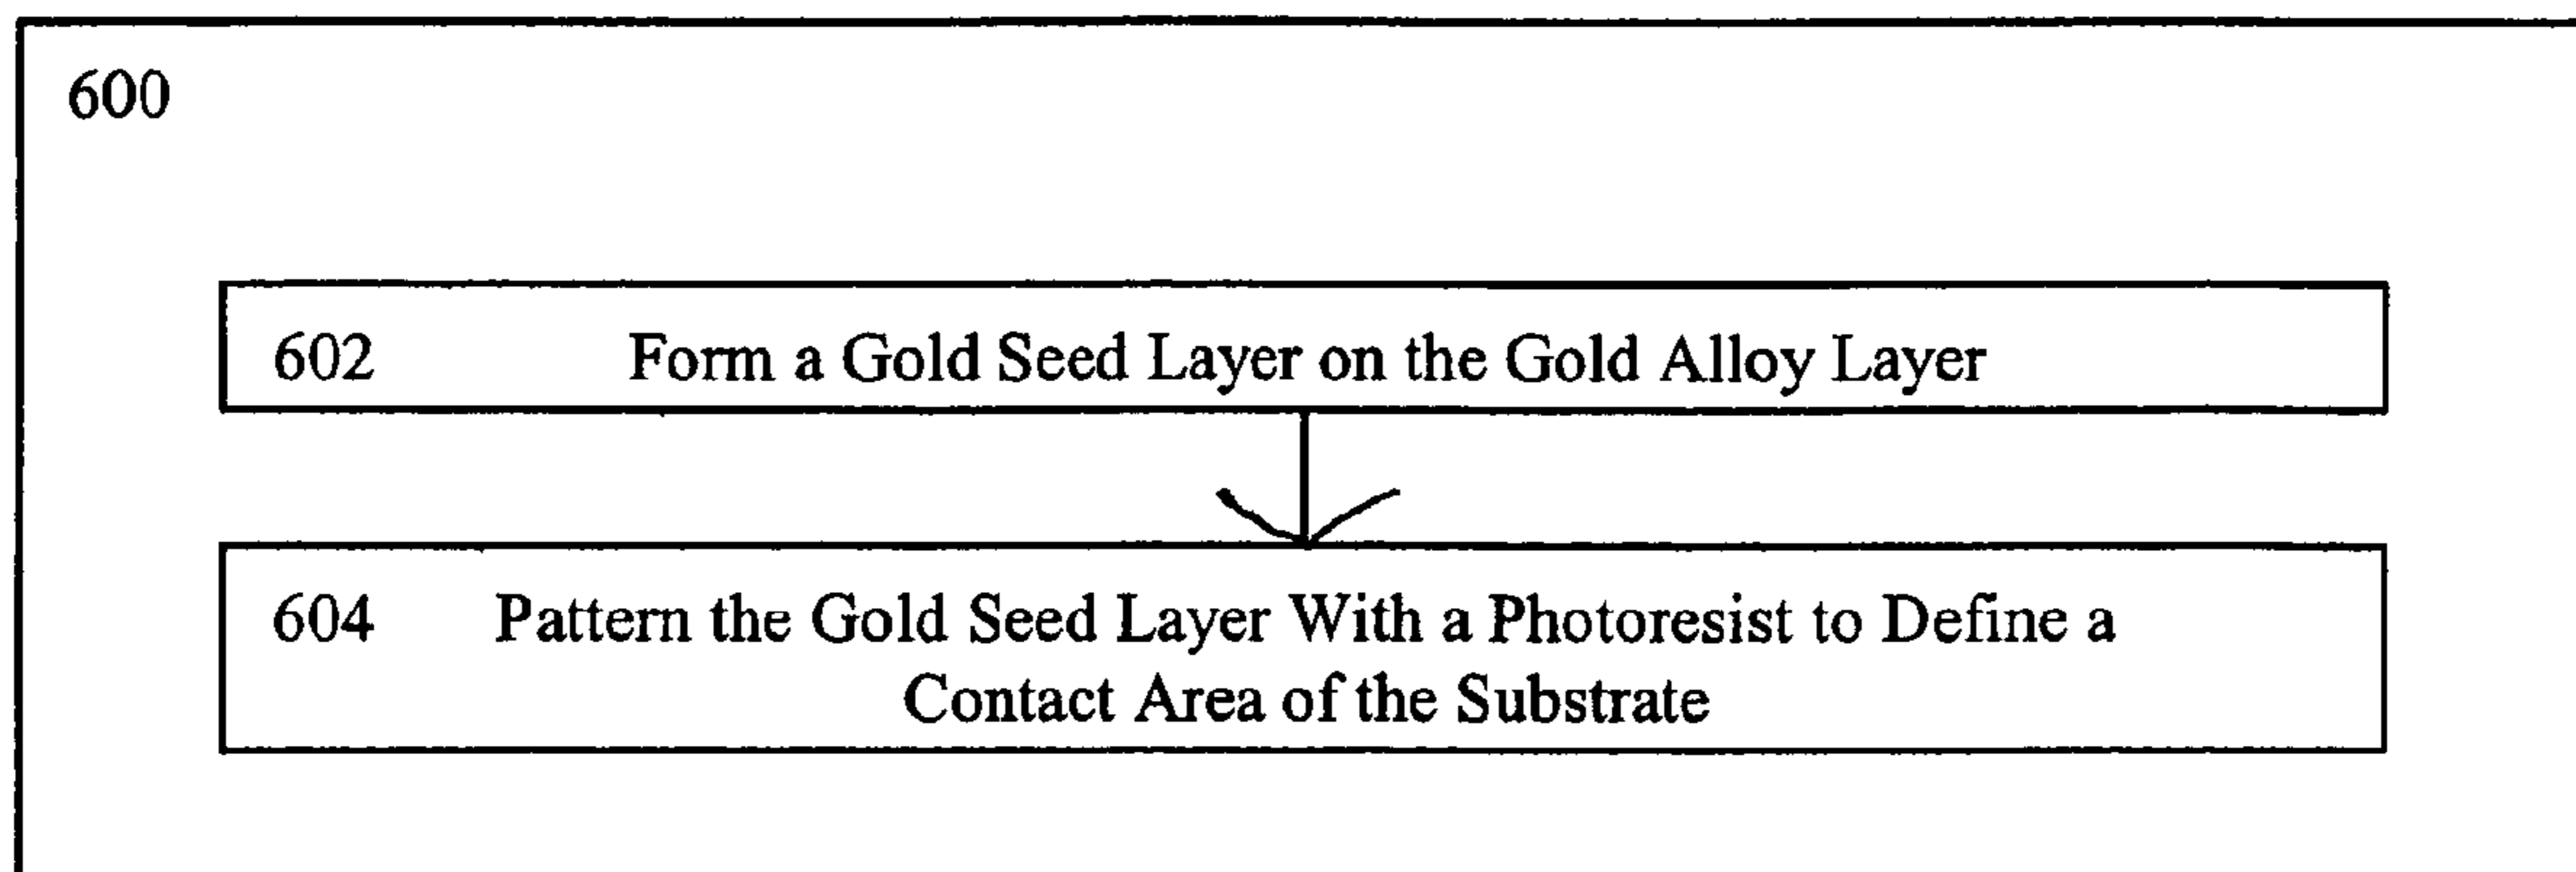 600
602 Form a Gold Seed Layer on the Gold Alloy Layer
604 Pattern the Gold Seed Layer With a Photoresist to Define a
Contact Area of the Substrate